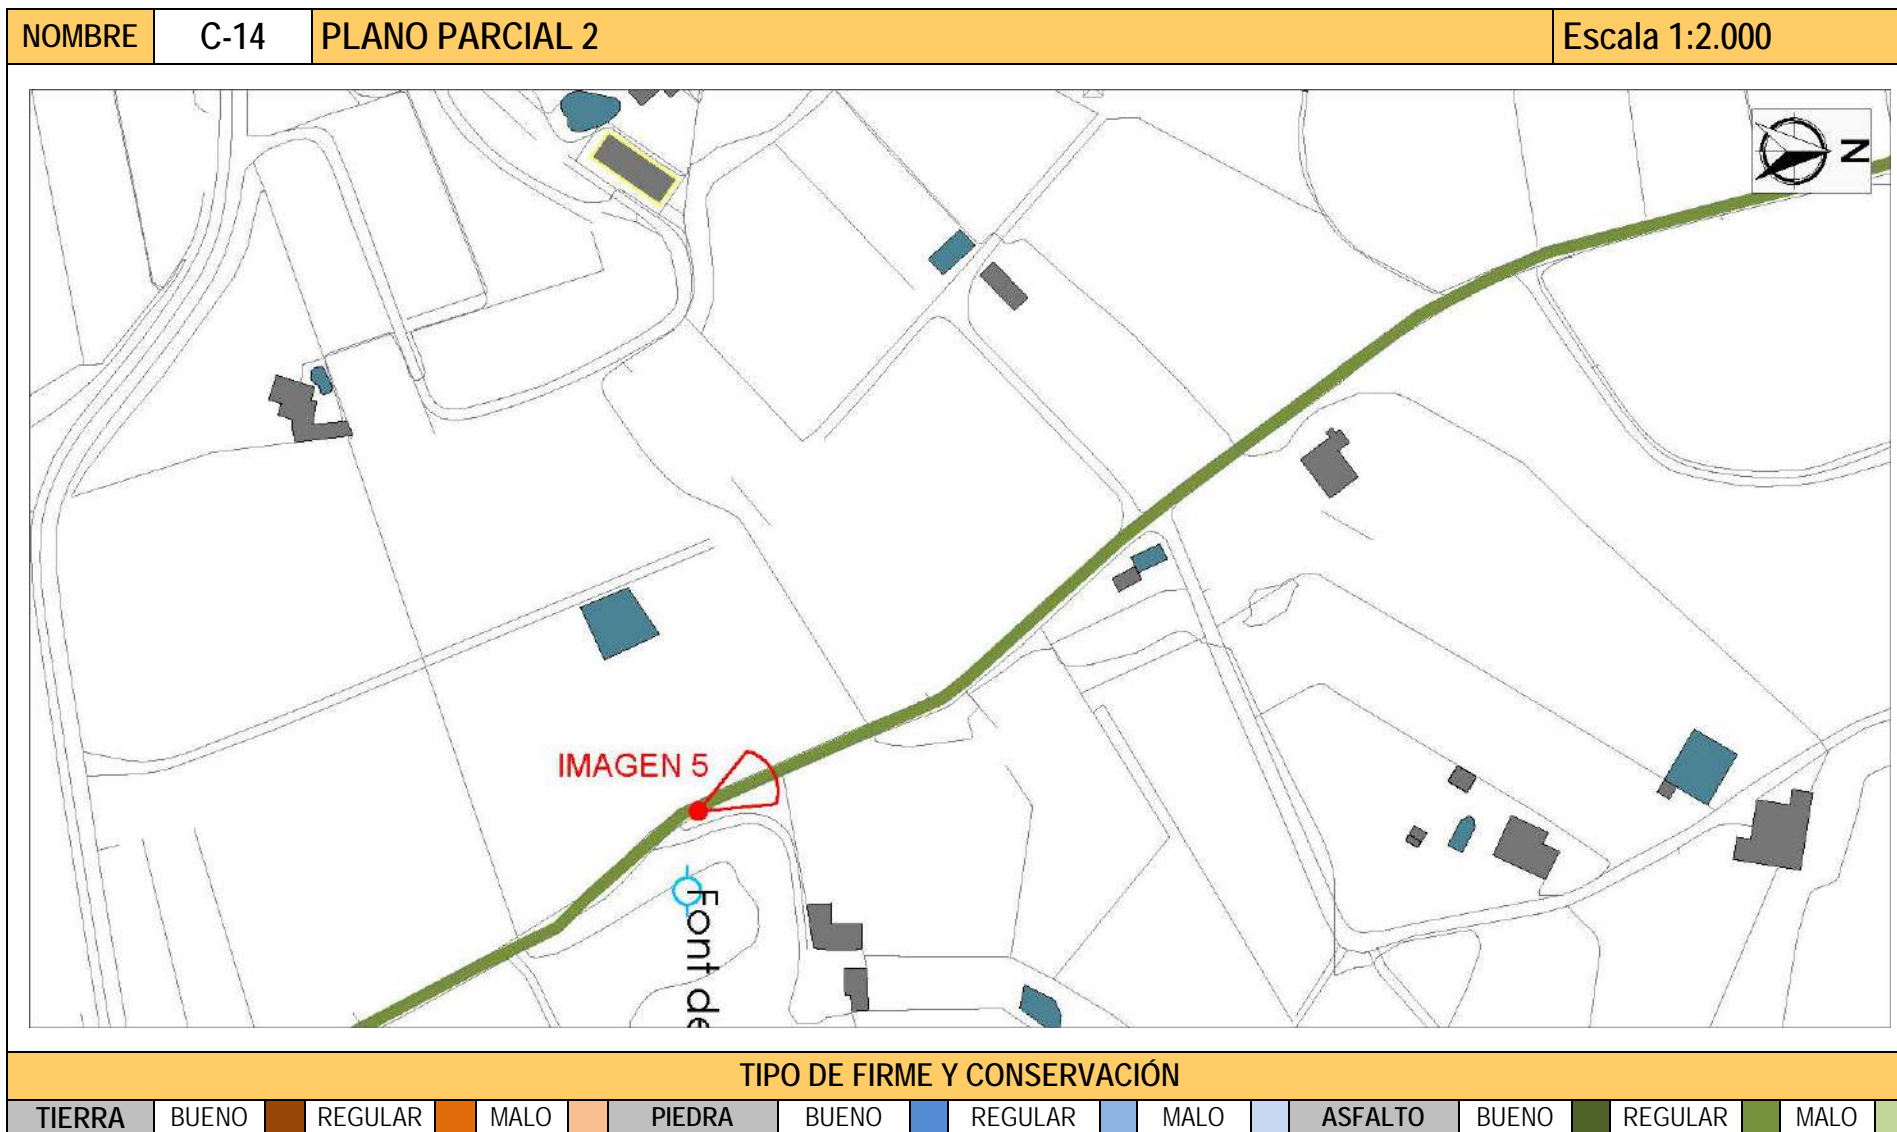 NOMBRE C-14 PLANO PARCIAL 2 Escala 1:2.000
N
IMAGEN 5
Font de
TIPO DE FIRME Y CONSERVACIÓN
TIERRA BUENO REGULAR MALO PIEDRA BUENO REGULAR MALO ASFALTO BUENO REGULAR MALO